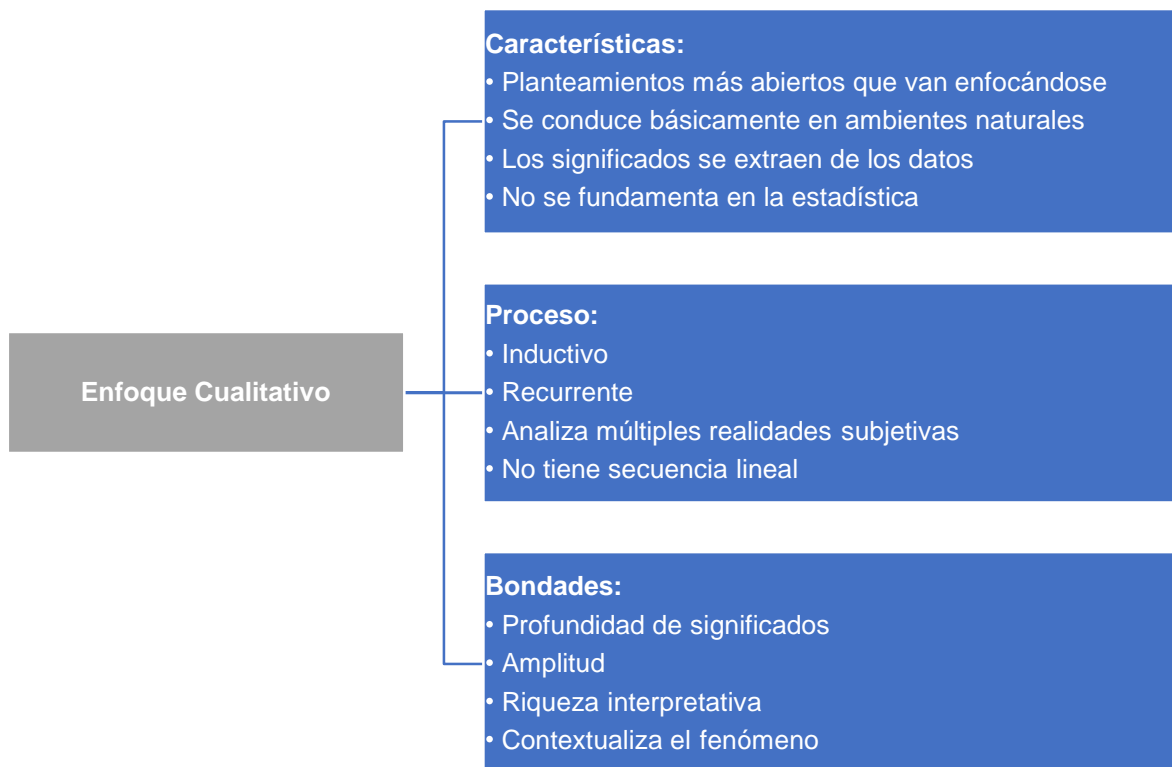 Enfoque Cualitativo
Características:
• Planteamientos más abiertos que van enfocándose
• Se conduce básicamente en ambientes naturales
• Los significados se extraen de los datos
• No se fundamenta en la estadística
Proceso:
• Inductivo
• Recurrente
• Analiza múltiples realidades subjetivas
• No tiene secuencia lineal
Bondades:
• Profundidad de significados
• Amplitud
• Riqueza interpretativa
• Contextualiza el fenómeno